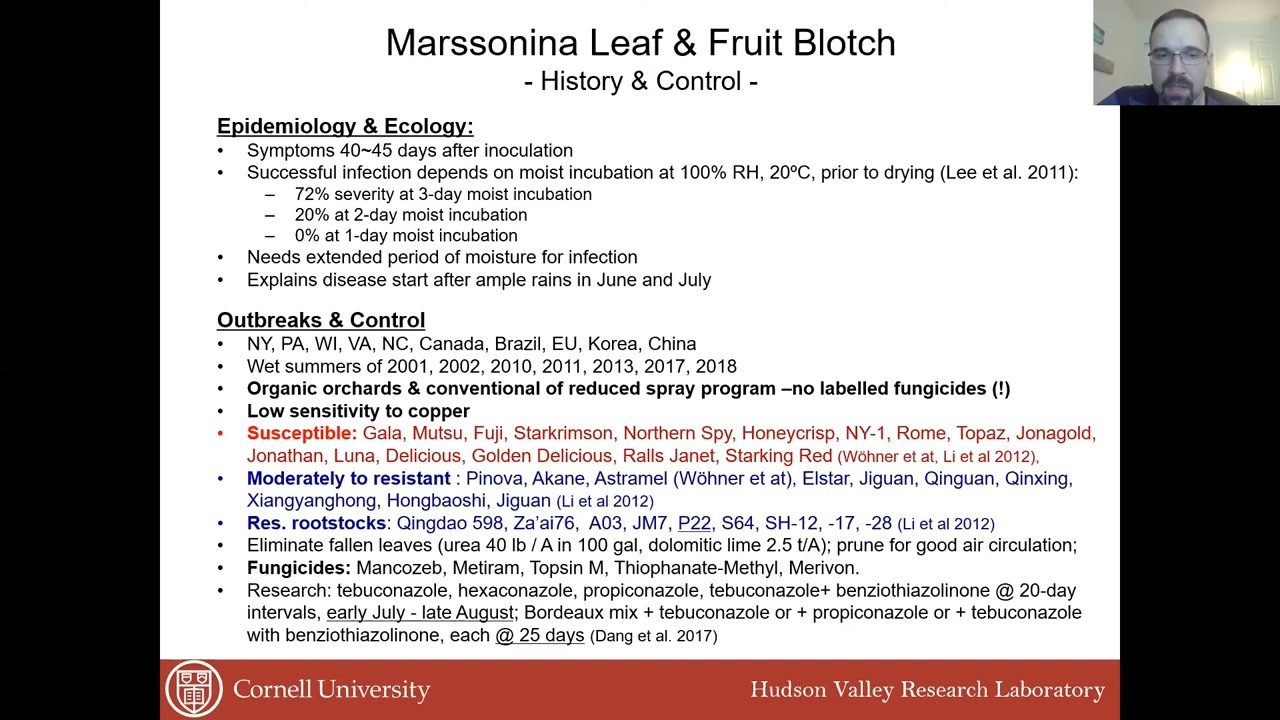 Marssonina Leaf & Fruit Blotch
- History & Control -
Epidemiology & Ecology:
• Symptoms 40~45 days after inoculation
• Successful infection depends on moist incubation at 100% RH, 20ºC, prior to drying (Lee et al. 2011):
– 72% severity at 3-day moist incubation
– 20% at 2-day moist incubation
– 0% at 1-day moist incubation
• Needs extended period of moisture for infection
• Explains disease start after ample rains in June and July
Outbreaks & Control
• NY, PA, WI, VA, NC, Canada, Brazil, EU, Korea, China
• Wet summers of 2001, 2002, 2010, 2011, 2013, 2017, 2018
• Organic orchards & conventional of reduced spray program –no labelled fungicides (!)
• Low sensitivity to copper
• Susceptible: Gala, Mutsu, Fuji, Starkrimson, Northern Spy, Honeycrisp, NY-1, Rome, Topaz, Jonagold,
Jonathan, Luna, Delicious, Golden Delicious, Ralls Janet, Starking Red (Wöhner et at, Li et al 2012),
• Moderately to resistant : Pinova, Akane, Astramel (Wöhner et at), Elstar, Jiguan, Qinguan, Qinxing,
Xiangyanghong, Hongbaoshi, Jiguan (Li et al 2012)
• Res. rootstocks: Qingdao 598, Za’ai76, A03, JM7, P22, S64, SH-12, -17, -28 (Li et al 2012)
• Eliminate fallen leaves (urea 40 lb / A in 100 gal, dolomitic lime 2.5 t/A); prune for good air circulation;
• Fungicides: Mancozeb, Metiram, Topsin M, Thiophanate-Methyl, Merivon.
• Research: tebuconazole, hexaconazole, propiconazole, tebuconazole+ benziothiazolinone @ 20-day
intervals, early July - late August; Bordeaux mix + tebuconazole or + propiconazole or + tebuconazole
with benziothiazolinone, each @ 25 days (Dang et al. 2017)
Cornell University
Hudson Valley Research Laboratory